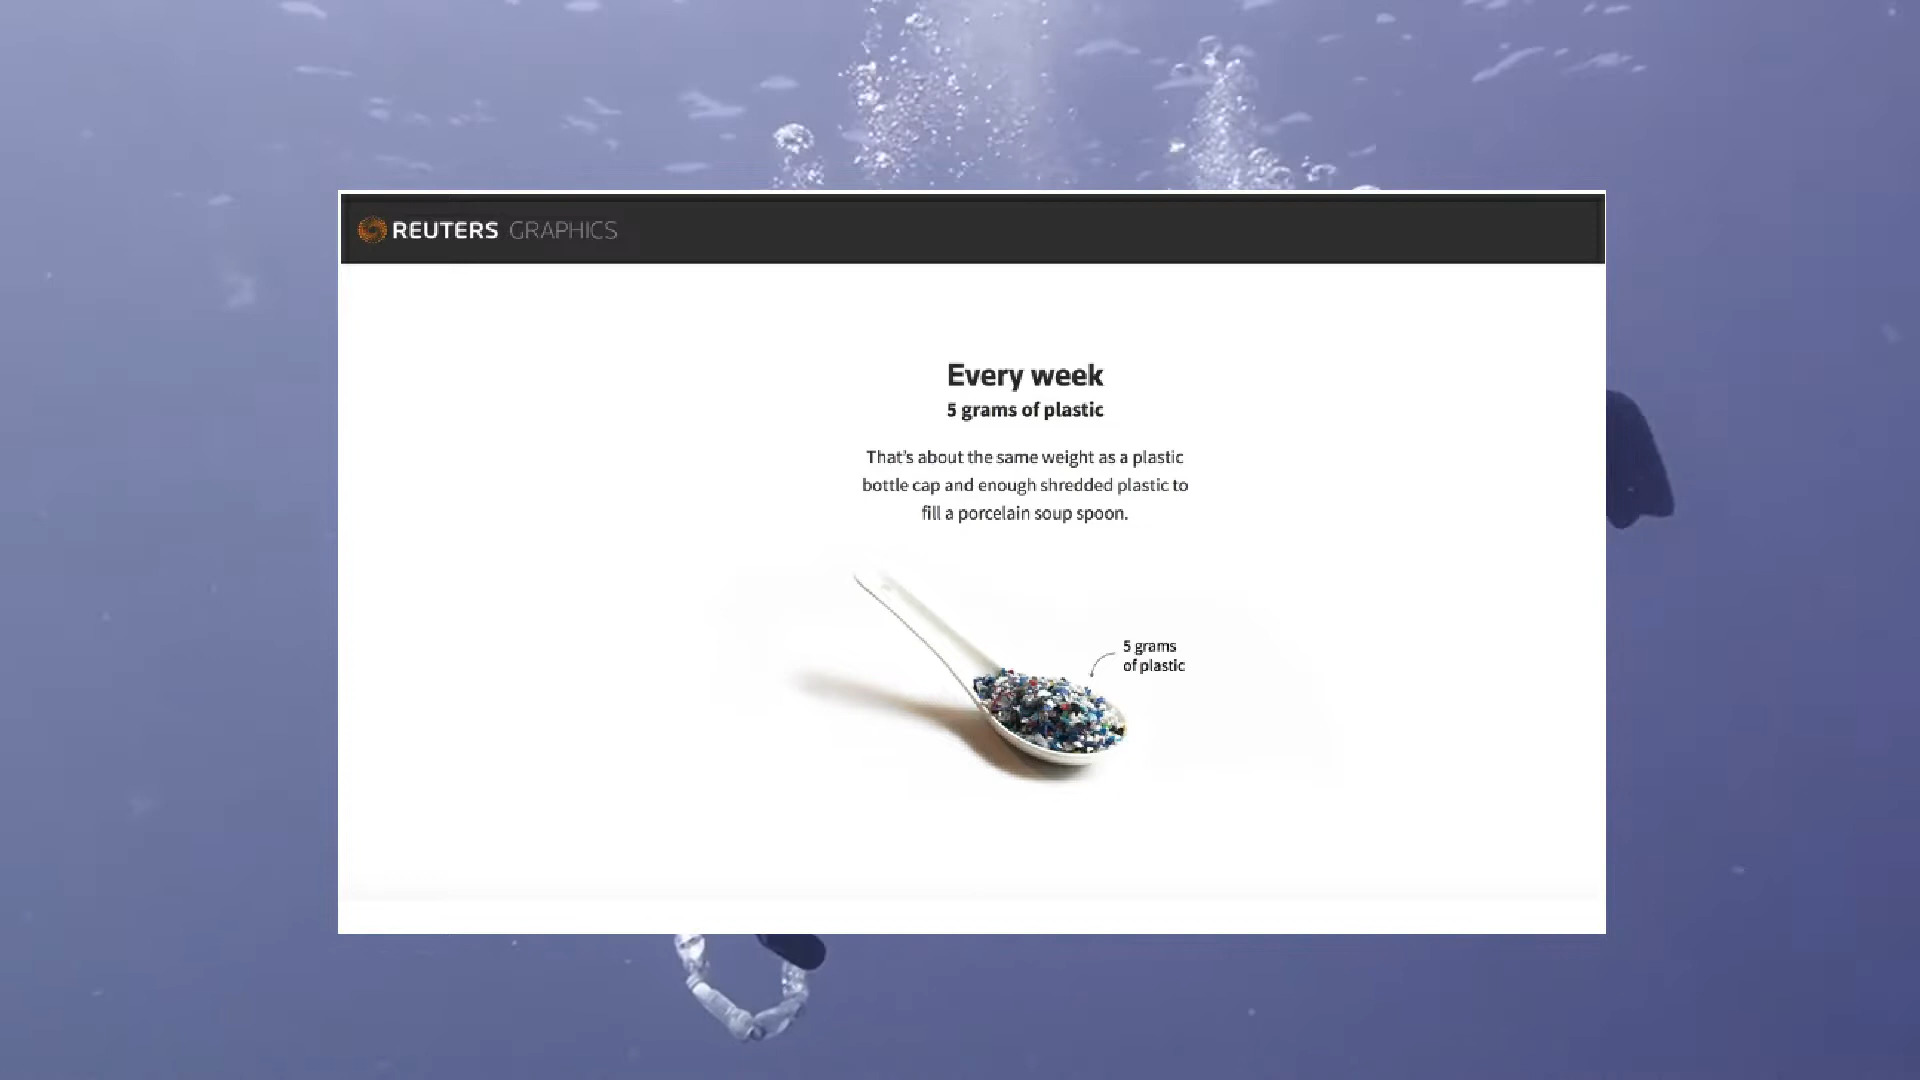 REUTERS GRAPHICS
Every week
5 grams of plastic
That's about the same weight as a plastic
bottle cap and enough shredded plastic to
fill a porcelain soup spoon.
5 grams
of plastic